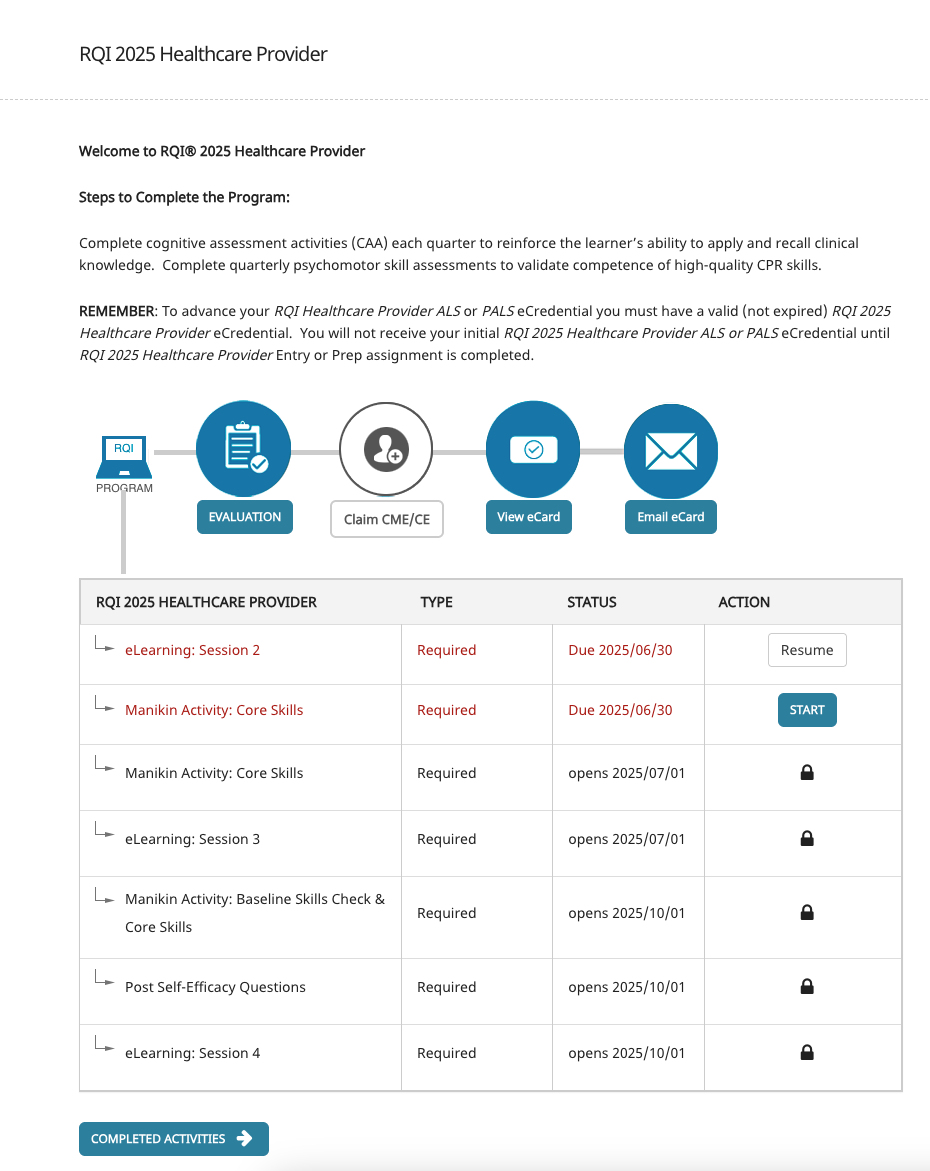 RQI 2025 Healthcare Provider
Welcome to RQI® 2025 Healthcare Provider
Steps to Complete the Program:
Complete cognitive assessment activities (CAA) each quarter to reinforce the learner’s ability to apply and recall clinical
knowledge.  Complete quarterly psychomotor skill assessments to validate competence of high-quality CPR skills.
REMEMBER: To advance your RQI Healthcare Provider ALS or PALS eCredential you must have a valid (not expired) RQI 2025
Healthcare Provider eCredential.  You will not receive your initial RQI 2025 Healthcare Provider ALS or PALS eCredential until
RQI 2025 Healthcare Provider Entry or Prep assignment is completed.
RQI
PROGRAM
EVALUATION
Claim CME/CE
View eCard
Email eCard
RQI 2025 HEALTHCARE PROVIDER TYPE STATUS ACTION
eLearning: Session 2 Required Due 2025/06/30 Resume
Manikin Activity: Core Skills Required Due 2025/06/30 START
Manikin Activity: Core Skills Required opens 2025/07/01
eLearning: Session 3 Required opens 2025/07/01
Manikin Activity: Baseline Skills Check &
Core Skills Required opens 2025/10/01
Post Self-Efficacy Questions Required opens 2025/10/01
eLearning: Session 4 Required opens 2025/10/01
COMPLETED ACTIVITIES